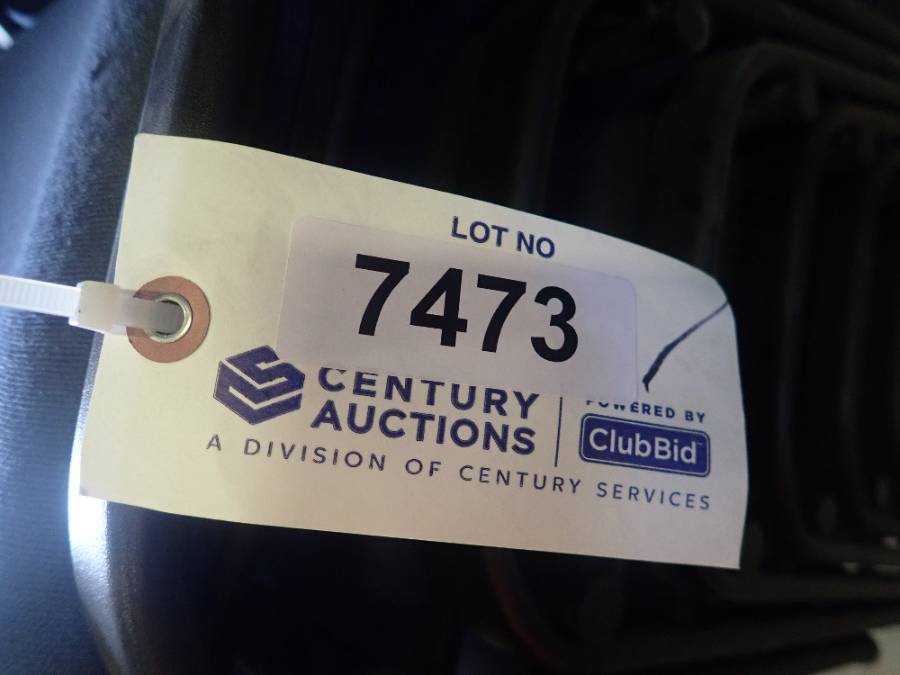 LOT NO
7473
CENTURY
AUCTIONS
POWERED BY
ClubBid
A DIVISION OF CENTURY SERVICES